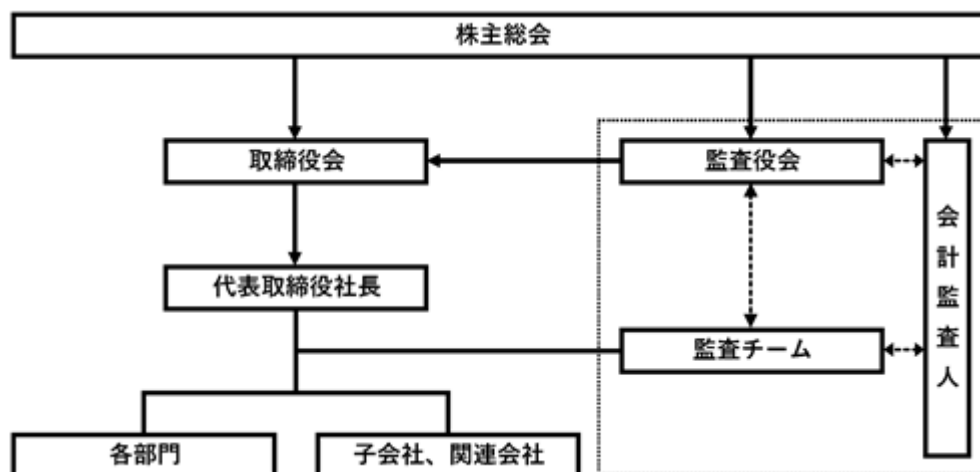 株主総会
取締役会
監査役会
会計監査人
代表取締役社長
監査チーム
各部門
子会社、関連会社